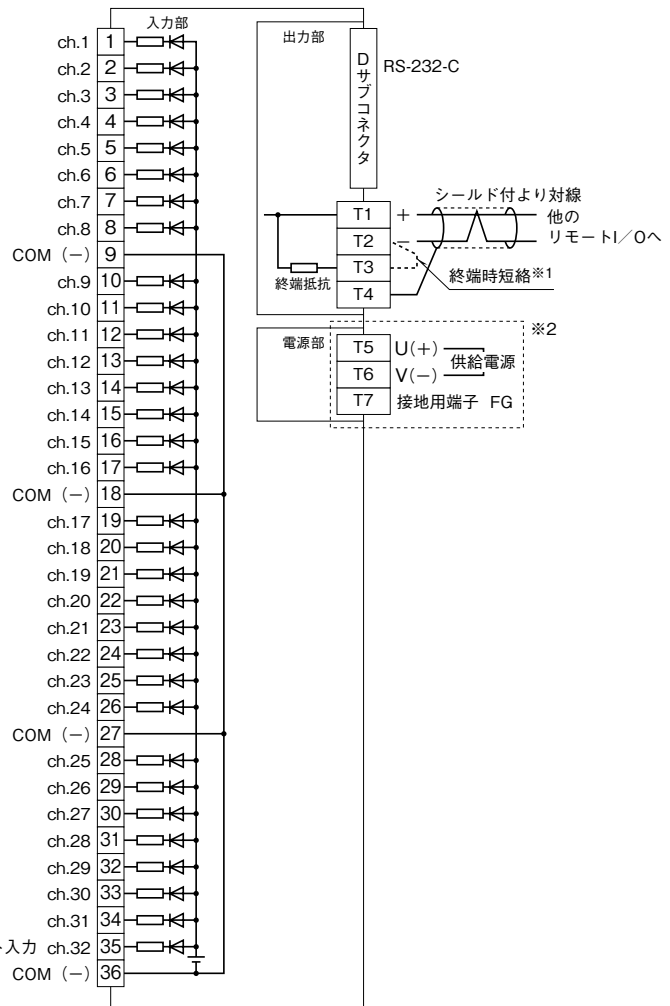 入力部
ch.1 1
ch.2 2
ch.3 3
ch.4 4
ch.5 5
ch.6 6
ch.7 7
ch.8 8
COM (−) 9
ch.9 10
ch.10 11
ch.11 12
ch.12 13
ch.13 14
ch.14 15
ch.15 16
ch.16 17
COM (−) 18
ch.17 19
ch.18 20
ch.19 21
ch.20 22
ch.21 23
ch.22 24
ch.23 25
ch.24 26
COM (−) 27
ch.25 28
ch.26 29
ch.27 30
ch.28 31
ch.29 32
ch.30 33
ch.31 34
入力 ch.32 35
COM (−) 36
出力部
Dサブコネクタ
RS-232-C
シールド付より対線
T1 +
T2 −
T3
T4
他の
リモートI/Oへ
終端抵抗
終端時短絡※1
※2
電源部
T5 U(+)
T6 V(−)
供給電源
T7 接地用端子 FG